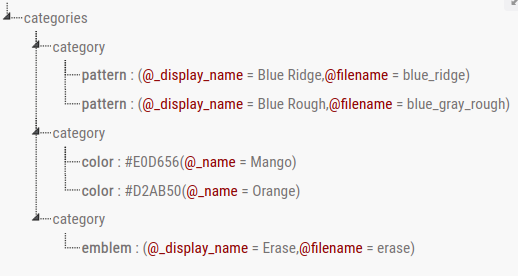 categories
category
pattern : (@_display_name = Blue Ridge,@filename = blue_ridge)
pattern : (@_display_name = Blue Rough,@filename = blue_gray_rough)
category
color : #E0D656(@_name = Mango)
color : #D2AB50(@_name = Orange)
category
emblem : (@_display_name = Erase,@filename = erase)